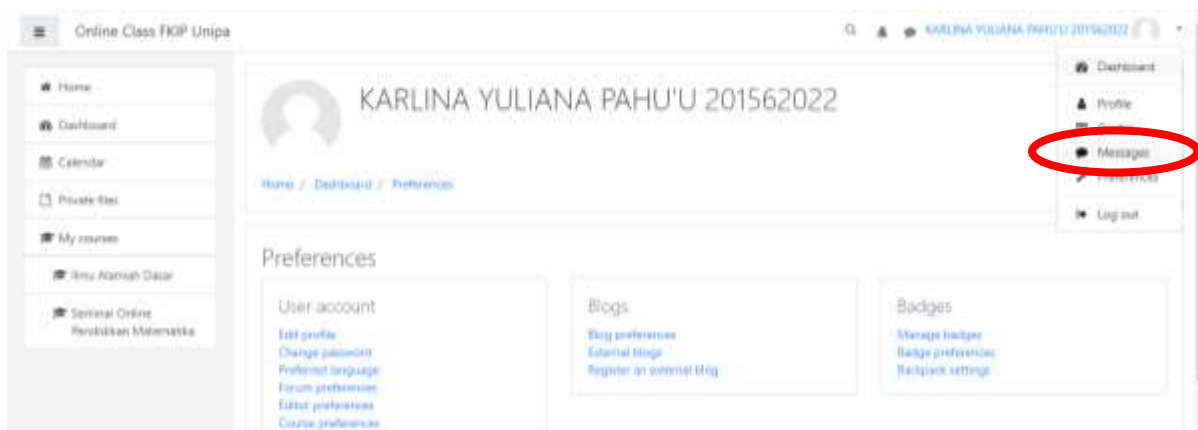 Online Class FKIP Unipa
KARLINA YULIANA PAHU'U 201562022
Home
Dashboard
Calendar
Private files
My courses
Ilmu Alamiah Dasar
Seminar Online
Pendidikan Matematika
KARLINA YULIANA PAHU'U 201562022
Home / Dashboard / Preferences
Dashboard
Profile
Messages
Preferences
Log out
Preferences
User account
Edit profile
Change password
Preferred language
Forum preferences
Editor preferences
Course preferences
Blogs
Blog preferences
External blogs
Register an external blog
Badges
Manage badges
Badge preferences
Backpack settings